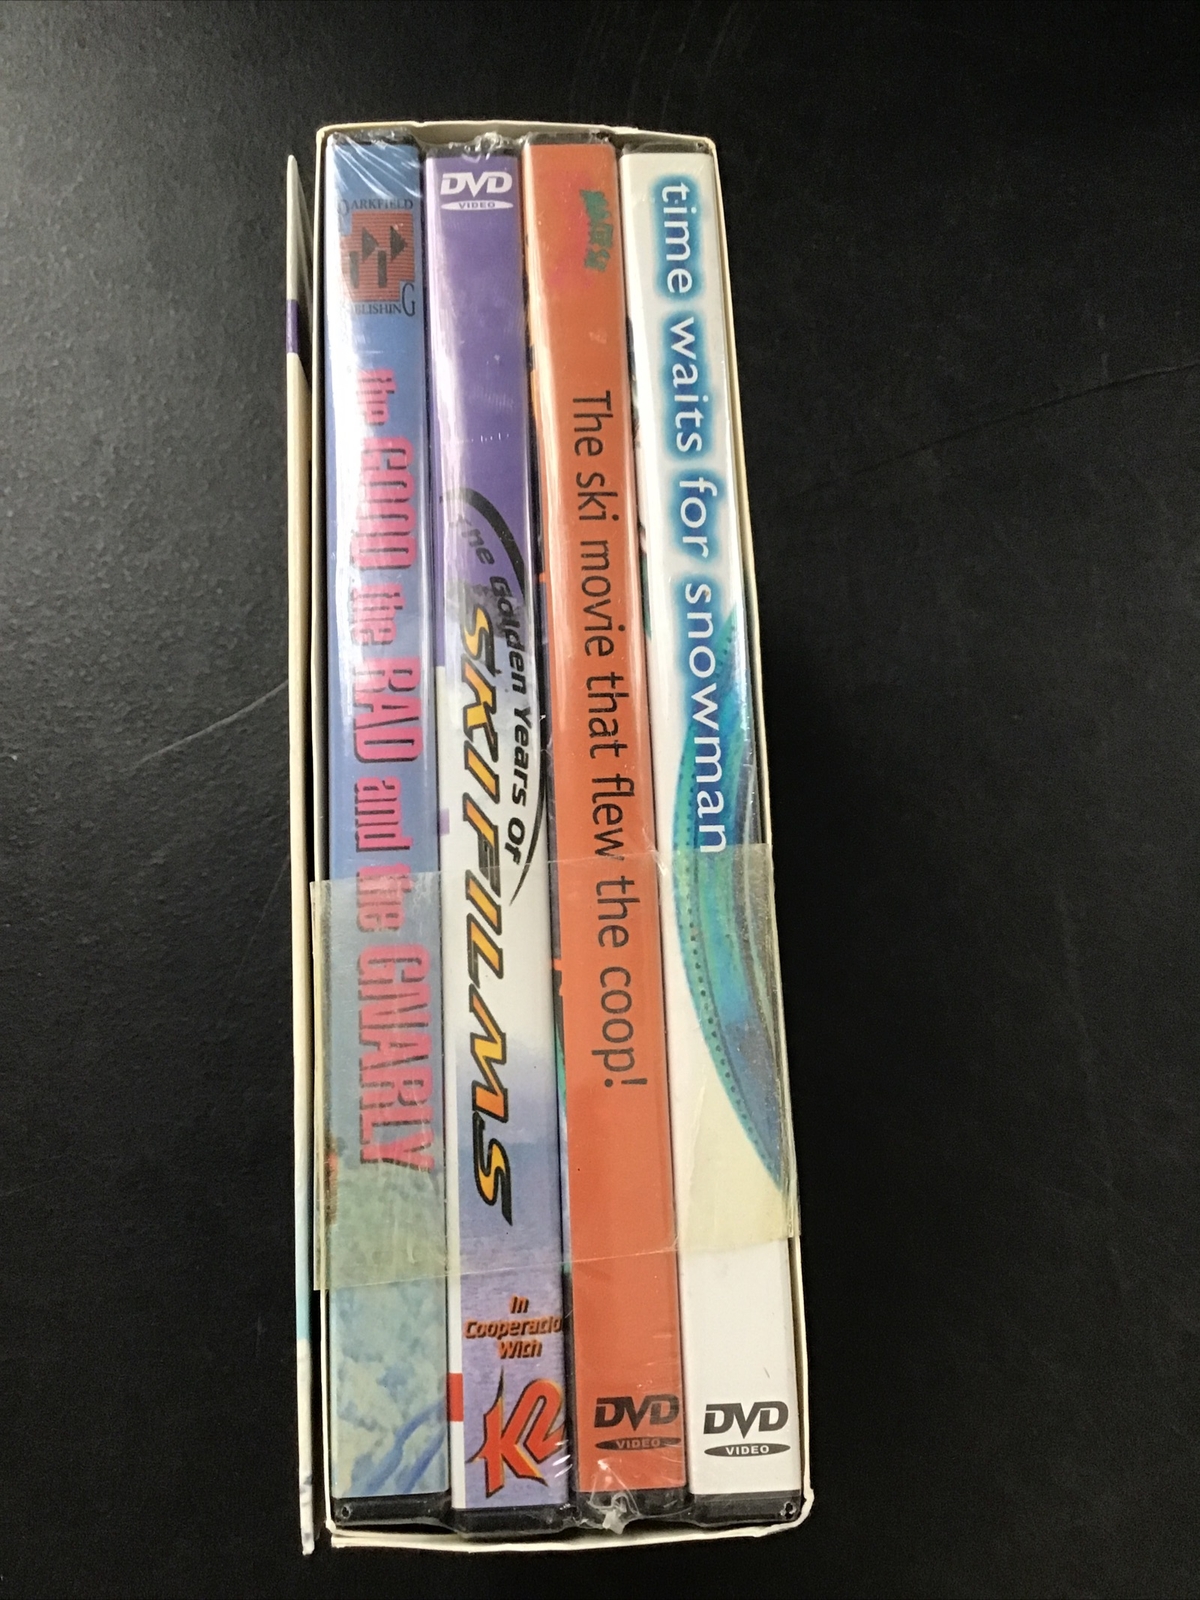 DARKFIELD
PUBLISHING
the GOOD the RAD and the GNARLY
DVD
VIDEO
The Golden Years of
SKI FILMS
In
Cooperation
With
K2
The ski movie that flew the coop!
DVD
VIDEO
time waits for snowman
DVD
VIDEO